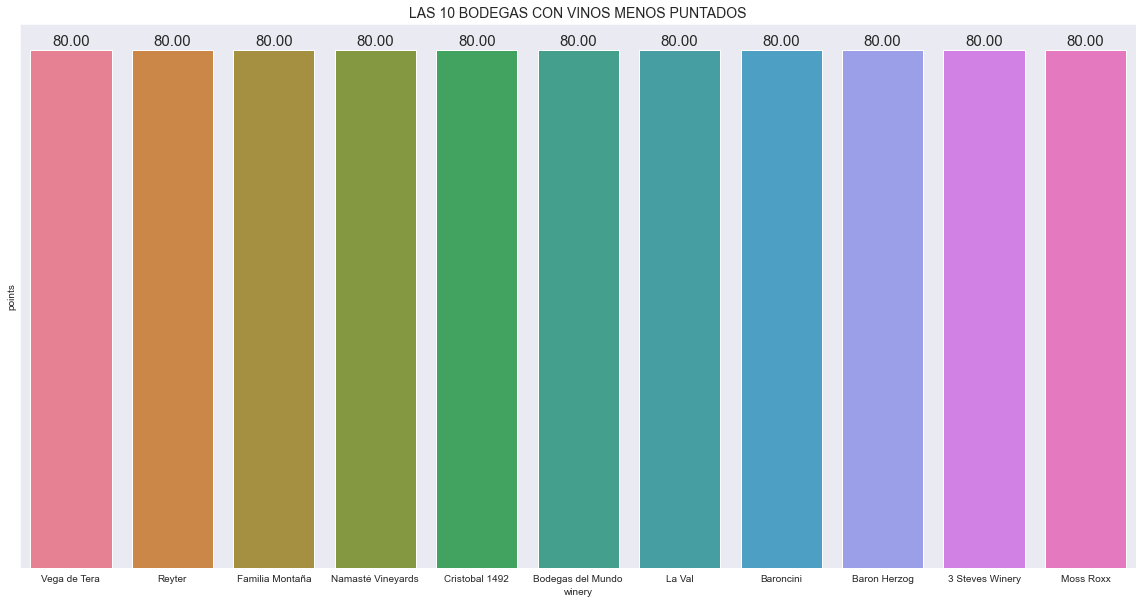 LAS 10 BODEGAS CON VINOS MENOS PUNTADOS
80.00 80.00 80.00 80.00 80.00 80.00 80.00 80.00 80.00 80.00 80.00
points
Vega de Tera Reyter Familia Montaña Namasté Vineyards Cristobal 1492 Bodegas del Mundo La Val Baroncini Baron Herzog 3 Steves Winery Moss Roxx
winery